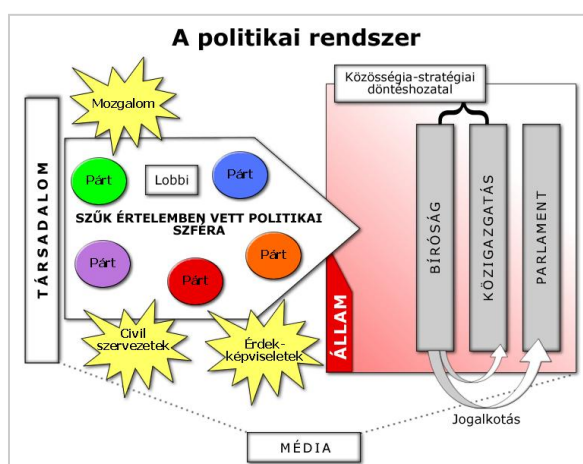 A politikai rendszer
Közösségia-stratégiai
döntéshozatal
Mozgalom
TÁRSADALOM
Párt
Lobbi
Párt
SZŰK ÉRTELEMBEN VETT POLITIKAI
SZFÉRA
Párt
Párt
Párt
Civil
szervezetek
Érdek-
képviseletek
ÁLLAM
BÍRÓSÁG
KÖZIGAZGATÁS
PARLAMENT
Jogalkotás
MÉDIA